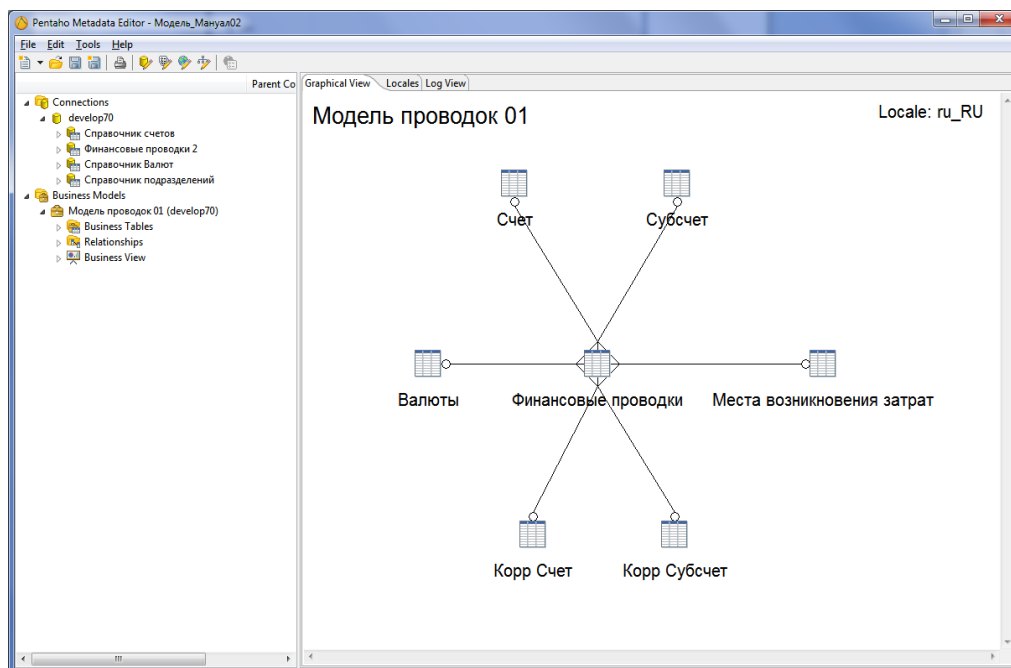 Pentaho Metadata Editor - Модель_Мануал02
File Edit Tools Help
Parent Co
Graphical View Locales Log View
Connections
develop70
Справочник счетов
Финансовые проводки 2
Справочник Валют
Справочник подразделений
Business Models
Модель проводок 01 (develop70)
Business Tables
Relationships
Business View
Модель проводок 01
Locale: ru_RU
Счет
Субсчет
Валюты
Финансовые проводки
Места возникновения затрат
Корр Счет
Корр Субсчет